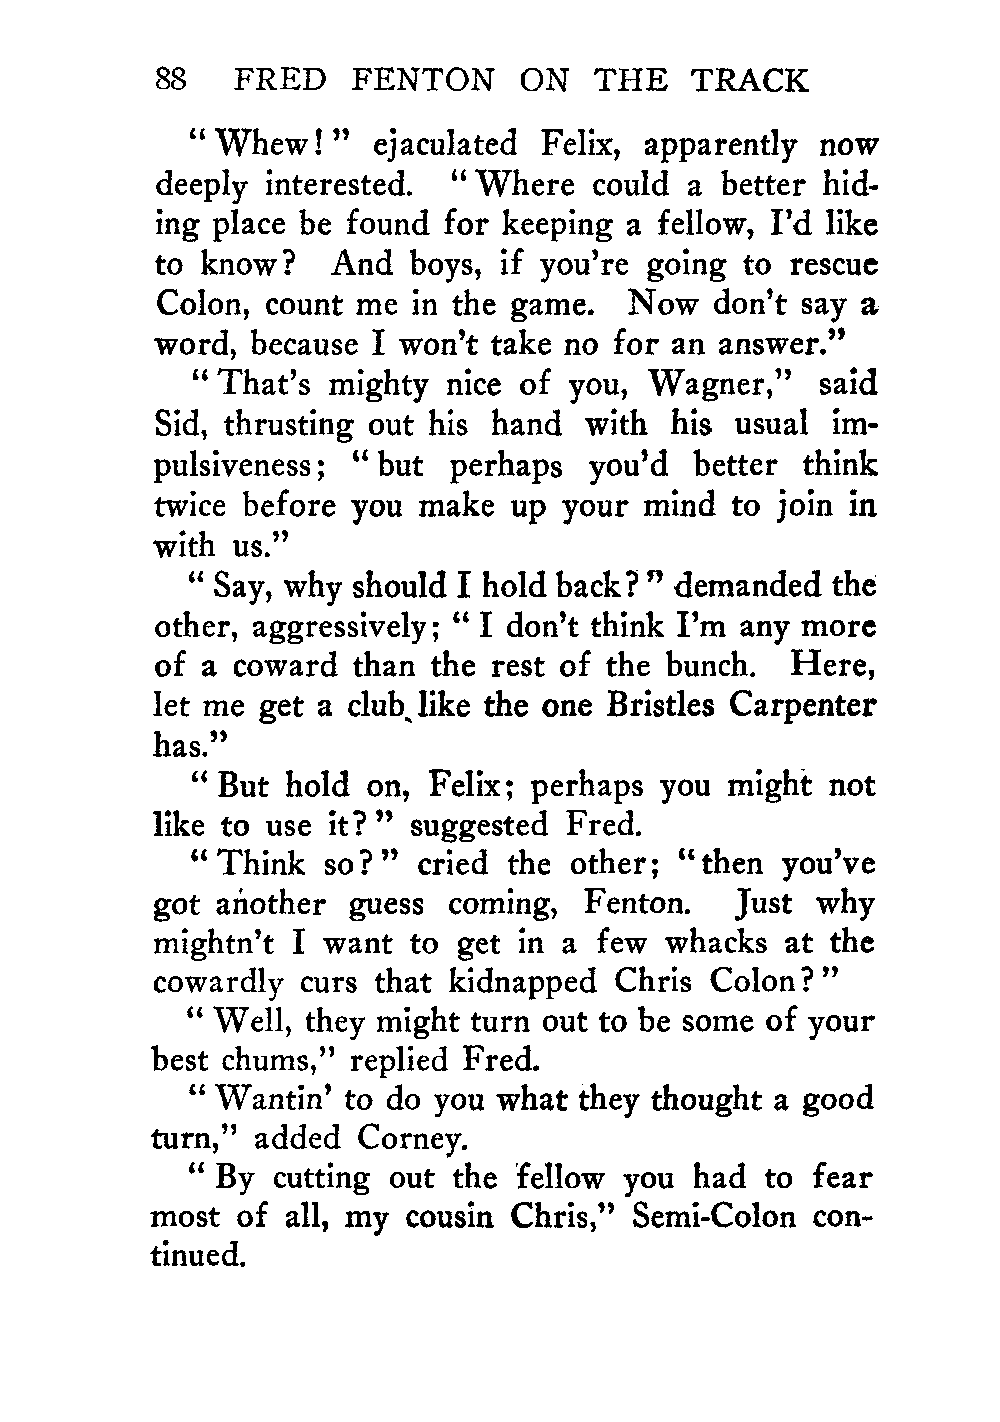 88 FRED FENTON ON THE TRACK
“ Whew! ” ejaculated Felix, apparently now
deeply interested. “ Where could a better hid-
ing place be found for keeping a fellow, I’d like
to know? And boys, if you’re going to rescue
Colon, count me in the game. Now don’t say a
word, because I won’t take no for an answer.”
“ That’s mighty nice of you, Wagner,” said
Sid, thrusting out his hand with his usual im-
pulsiveness; “ but perhaps you’d better think
twice before you make up your mind to join in
with us.”
“ Say, why should I hold back? ” demanded the
other, aggressively; “ I don’t think I’m any more
of a coward than the rest of the bunch. Here,
let me get a club like the one Bristles Carpenter
has.”
“ But hold on, Felix; perhaps you might not
like to use it? ” suggested Fred.
“ Think so? ” cried the other; “ then you’ve
got another guess coming, Fenton. Just why
mightn’t I want to get in a few whacks at the
cowardly curs that kidnapped Chris Colon? ”
“ Well, they might turn out to be some of your
best chums,” replied Fred.
“ Wantin’ to do you what they thought a good
turn,” added Corney.
“ By cutting out the fellow you had to fear
most of all, my cousin Chris,” Semi-Colon con-
tinued.